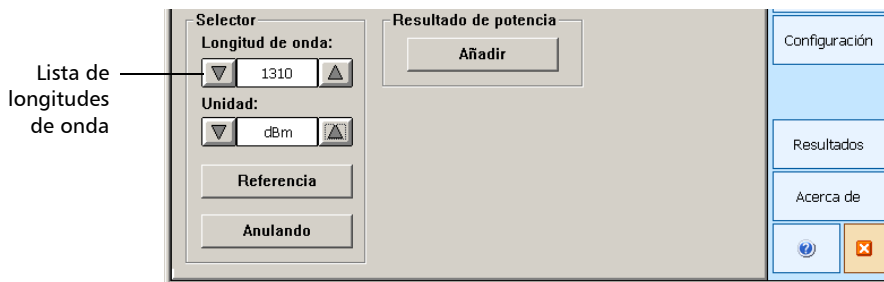 Selector
Longitud de onda:
1310
Unidad:
dBm
Referencia
Anulando
Resultado de potencia
Añadir
Lista de
longitudes
de onda
Configuración
Resultados
Acerca de
?